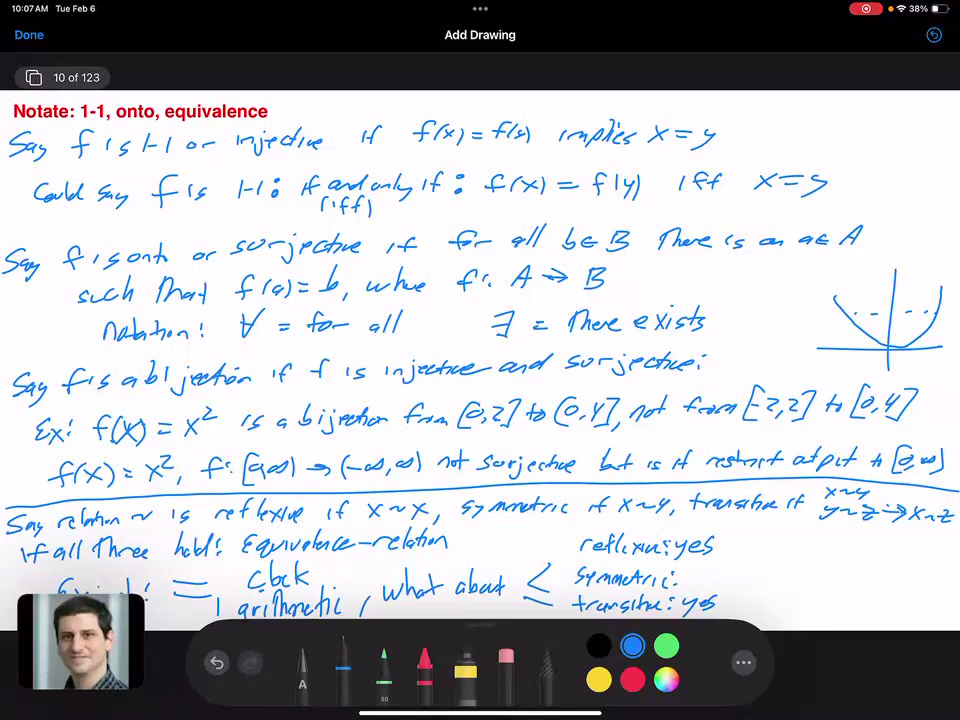 10:07 AM Tue Feb 6
38%
Done
Add Drawing
10 of 123
Notate: 1-1, onto, equivalence
Say f is 1-1 or injective if f(x) = f(y) implies x = y
Could say f is 1-1: if and only if: f(x) = f(y) iff x = y
(iff)
Say f is onto or surjective if for all b ∈ B there is an a ∈ A
such that f(a) = b, where f: A → B
Notation: ∀ = for all ∃ = there exists
Say f is a bijection if f is injective and surjective:
Ex: f(x) = x² is a bijection from [0,2] to [0,4], not from [-2,2] to [0,4]
f(x) = x², f: [0,∞) → (-∞,∞) not surjective but is if restrict output to [0,∞)
Say relation ~ is reflexive if x~x, symmetric if x~y, transitive if x~y
y~z → x~z
If all three hold: Equivalence-relation
reflexive: yes
= clock arithmetic, what about ≤
symmetric:
transitive: yes
A
50